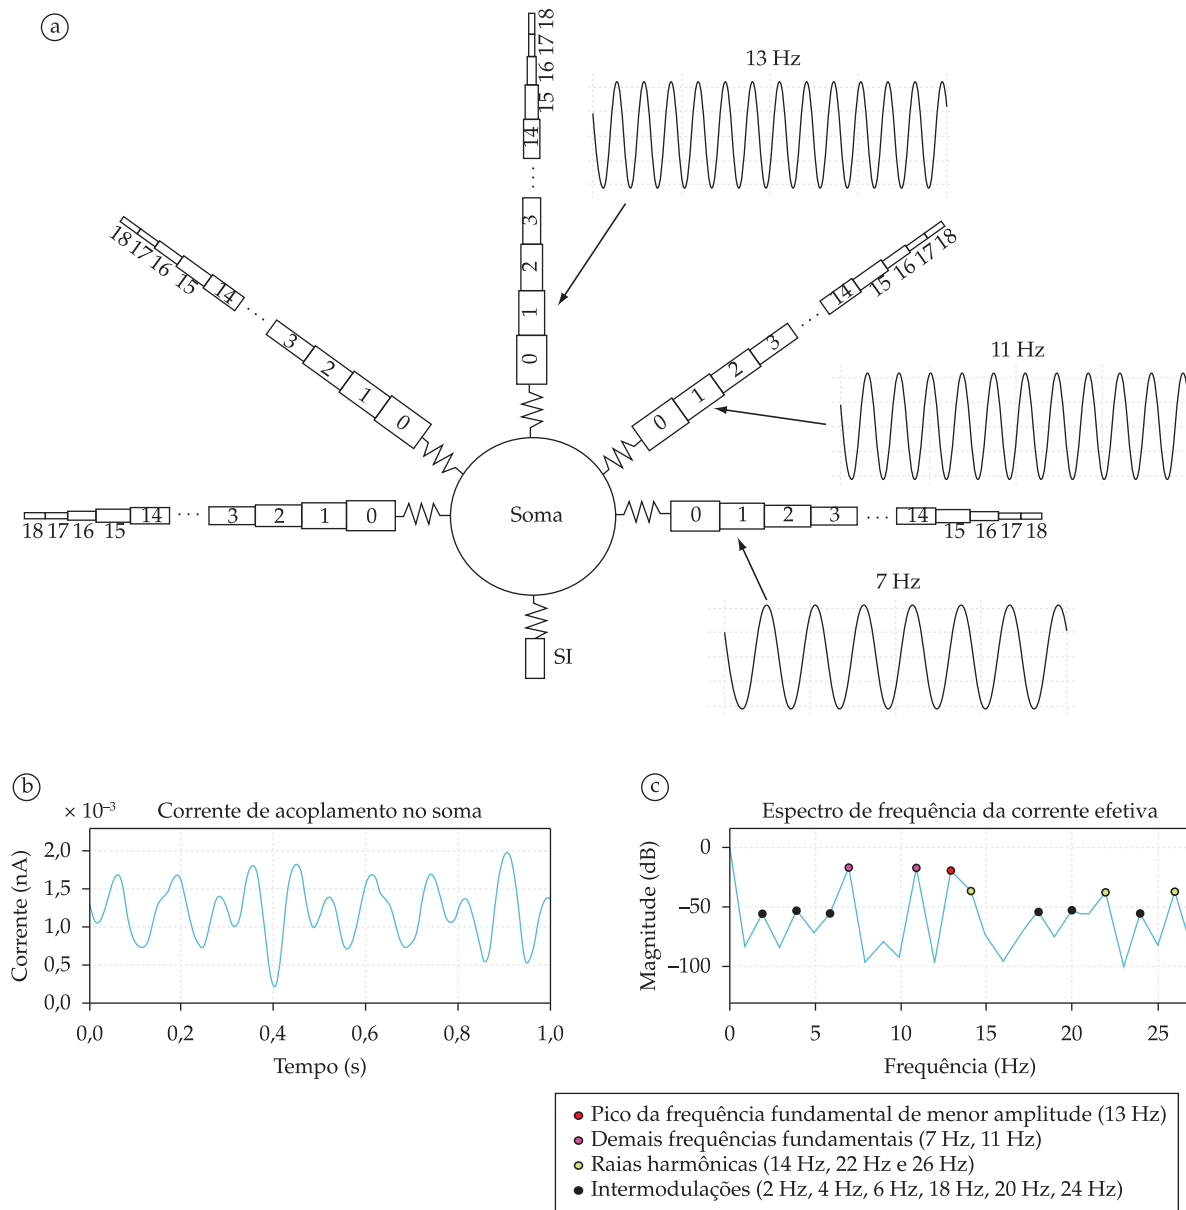 a
18
17
16
15
14
...
3
2
1
0
13 Hz
18 17 16 15 14 ... 3 2 1 0
0 1 2 3 ... 14 15 16 17 18
11 Hz
18 17 16 15 14 ... 3 2 1 0
Soma
0 1 2 3 ... 14 15 16 17 18
7 Hz
SI
b
× 10⁻³
Corrente de acoplamento no soma
Corrente (nA)
2,0
1,5
1,0
0,5
0,0
0,0 0,2 0,4 0,6 0,8 1,0
Tempo (s)
c
Espectro de frequência da corrente efetiva
Magnitude (dB)
0
−50
−100
0 5 10 15 20 25
Frequência (Hz)
Pico da frequência fundamental de menor amplitude (13 Hz)
Demais frequências fundamentais (7 Hz, 11 Hz)
Raias harmônicas (14 Hz, 22 Hz e 26 Hz)
Intermodulações (2 Hz, 4 Hz, 6 Hz, 18 Hz, 20 Hz, 24 Hz)